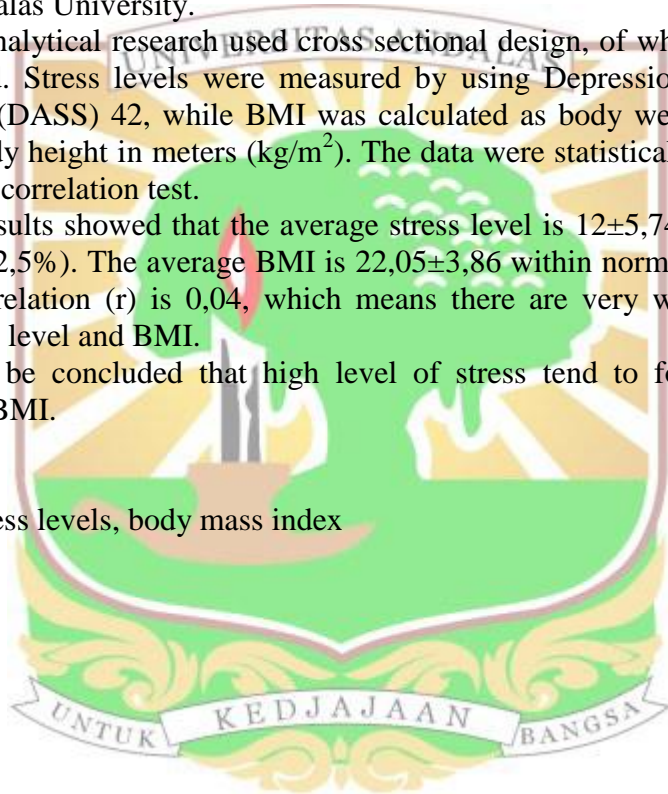 alas University.
nalytical research used cross sectional design, of wh
. Stress levels were measured by using Depressio
(DASS) 42, while BMI was calculated as body we
ly height in meters (kg/m²). The data were statistical
correlation test.
sults showed that the average stress level is 12±5,74
2,5%). The average BMI is 22,05±3,86 within norm
relation (r) is 0,04, which means there are very w
level and BMI.
be concluded that high level of stress tend to fo
BMI.
ess levels, body mass index
UNIVERSITAS ANDALAS
UNTUK KEDJAJAAN BANGSA